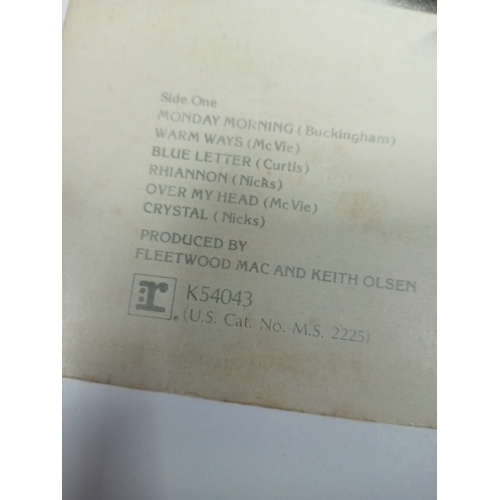 Side One
MONDAY MORNING (Buckingham)
WARM WAYS (McVie)
BLUE LETTER (Curtis)
RHIANNON (Nicks)
OVER MY HEAD (McVie)
CRYSTAL (Nicks)
PRODUCED BY
FLEETWOOD MAC AND KEITH OLSEN
r® K54043
(U.S. Cat. No. M.S. 2225)